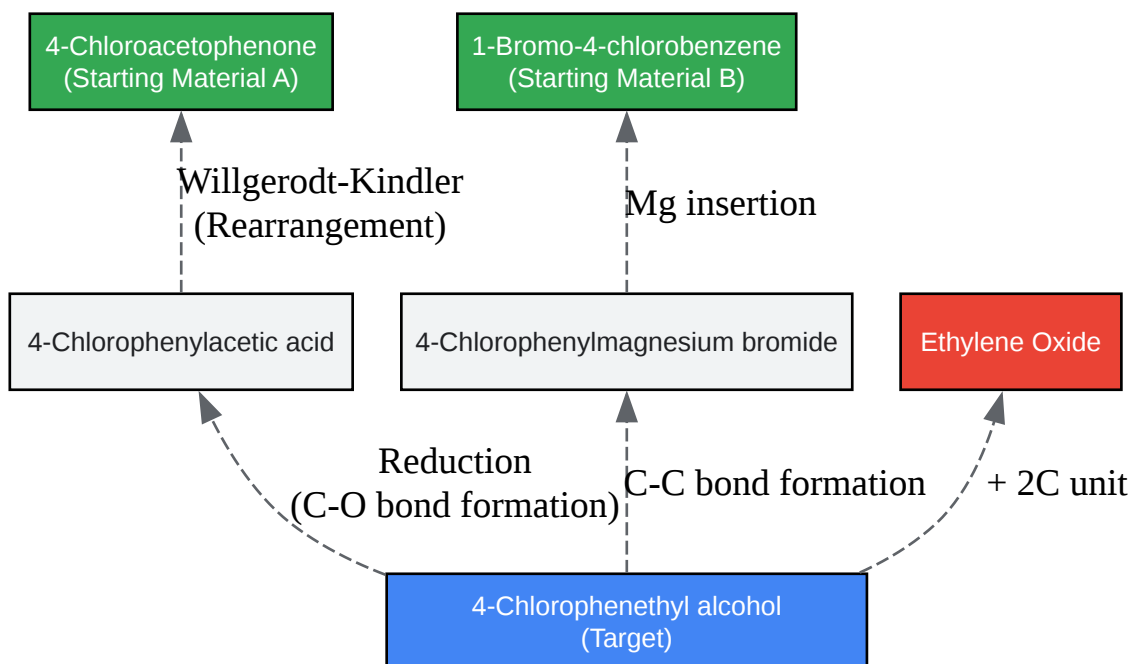 4-Chloroacetophenone
(Starting Material A)
1-Bromo-4-chlorobenzene
(Starting Material B)
Willgerodt-Kindler
(Rearrangement)
Mg insertion
4-Chlorophenylacetic acid
4-Chlorophenylmagnesium bromide
Ethylene Oxide
Reduction
(C-O bond formation)
C-C bond formation
+ 2C unit
4-Chlorophenethyl alcohol
(Target)